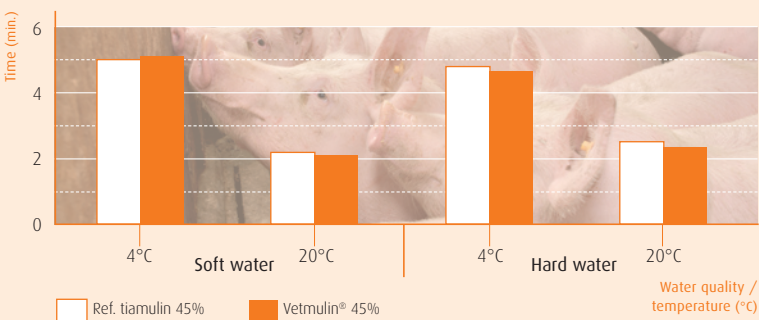 Time (min.)
6
4
2
0
4°C
20°C
4°C
20°C
Soft water
Hard water
Water quality /
temperature (°C)
Ref. tiamulin 45%
Vetmulin® 45%